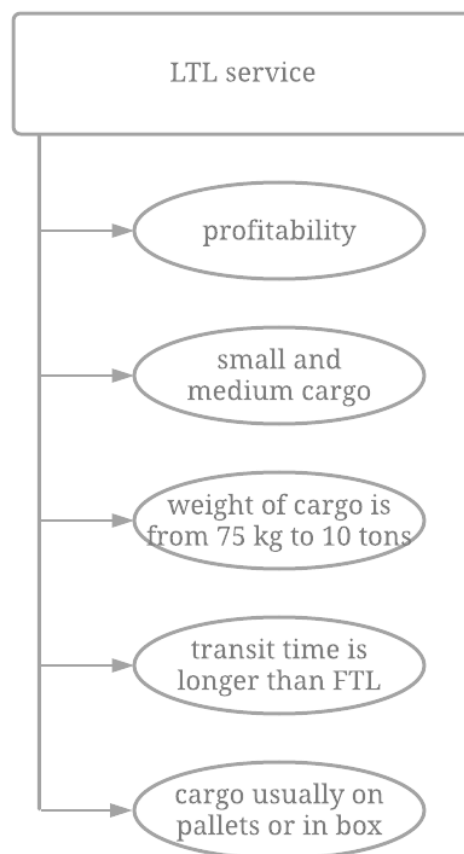 LTL service
profitability
small and
medium cargo
weight of cargo is
from 75 kg to 10 tons
transit time is
longer than FTL
cargo usually on
pallets or in box